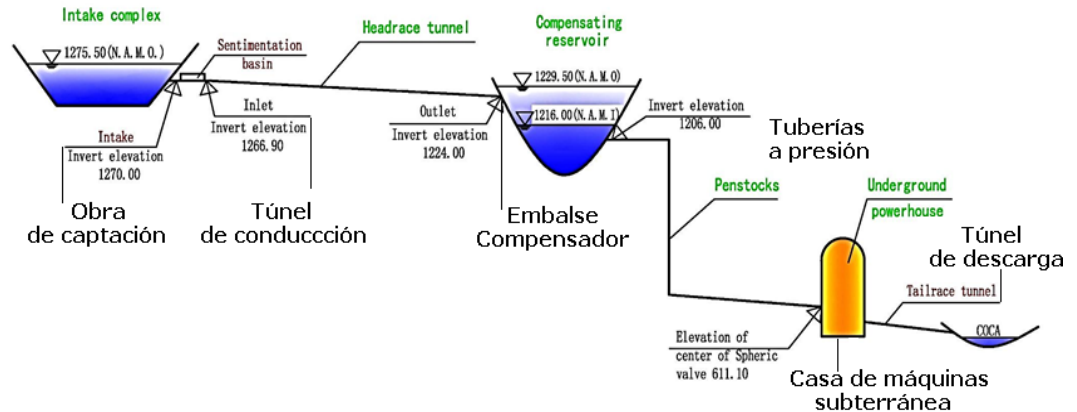 Intake complex
1275.50(N.A.M.O.)
Sentimentation
basin
Headrace tunnel
Compensating
reservoir
1229.50(N.A.M.O)
1216.00(N.A.M.I)
Intake
Invert elevation
1270.00
Inlet
Invert elevation
1266.90
Outlet
Invert elevation
1224.00
Invert elevation
1206.00
Tuberías
a presión
Obra
de captación
Túnel
de conduccción
Embalse
Compensador
Penstocks
Underground
powerhouse
Túnel
de descarga
Tailrace tunnel
COCA
Elevation of
center of Spheric
valve 611.10
Casa de máquinas
subterránea